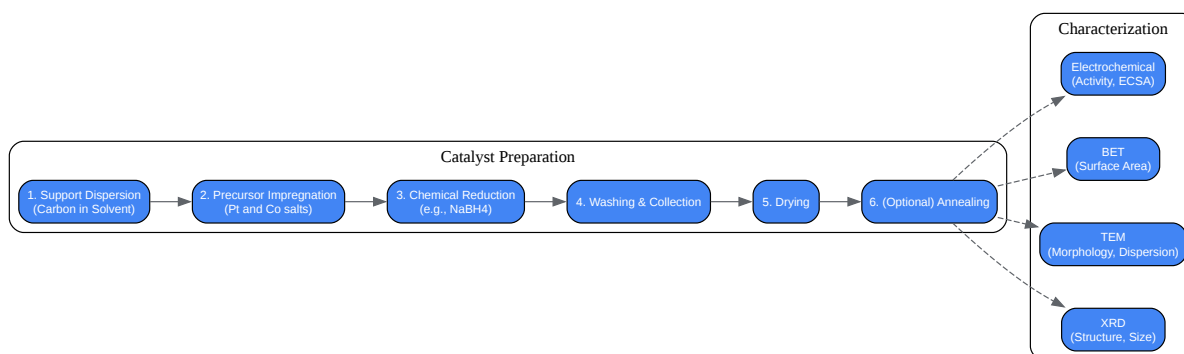 Catalyst Preparation
1. Support Dispersion
(Carbon in Solvent)
2. Precursor Impregnation
(Pt and Co salts)
3. Chemical Reduction
(e.g., NaBH4)
4. Washing & Collection
5. Drying
6. (Optional) Annealing
Characterization
Electrochemical
(Activity, ECSA)
BET
(Surface Area)
TEM
(Morphology, Dispersion)
XRD
(Structure, Size)